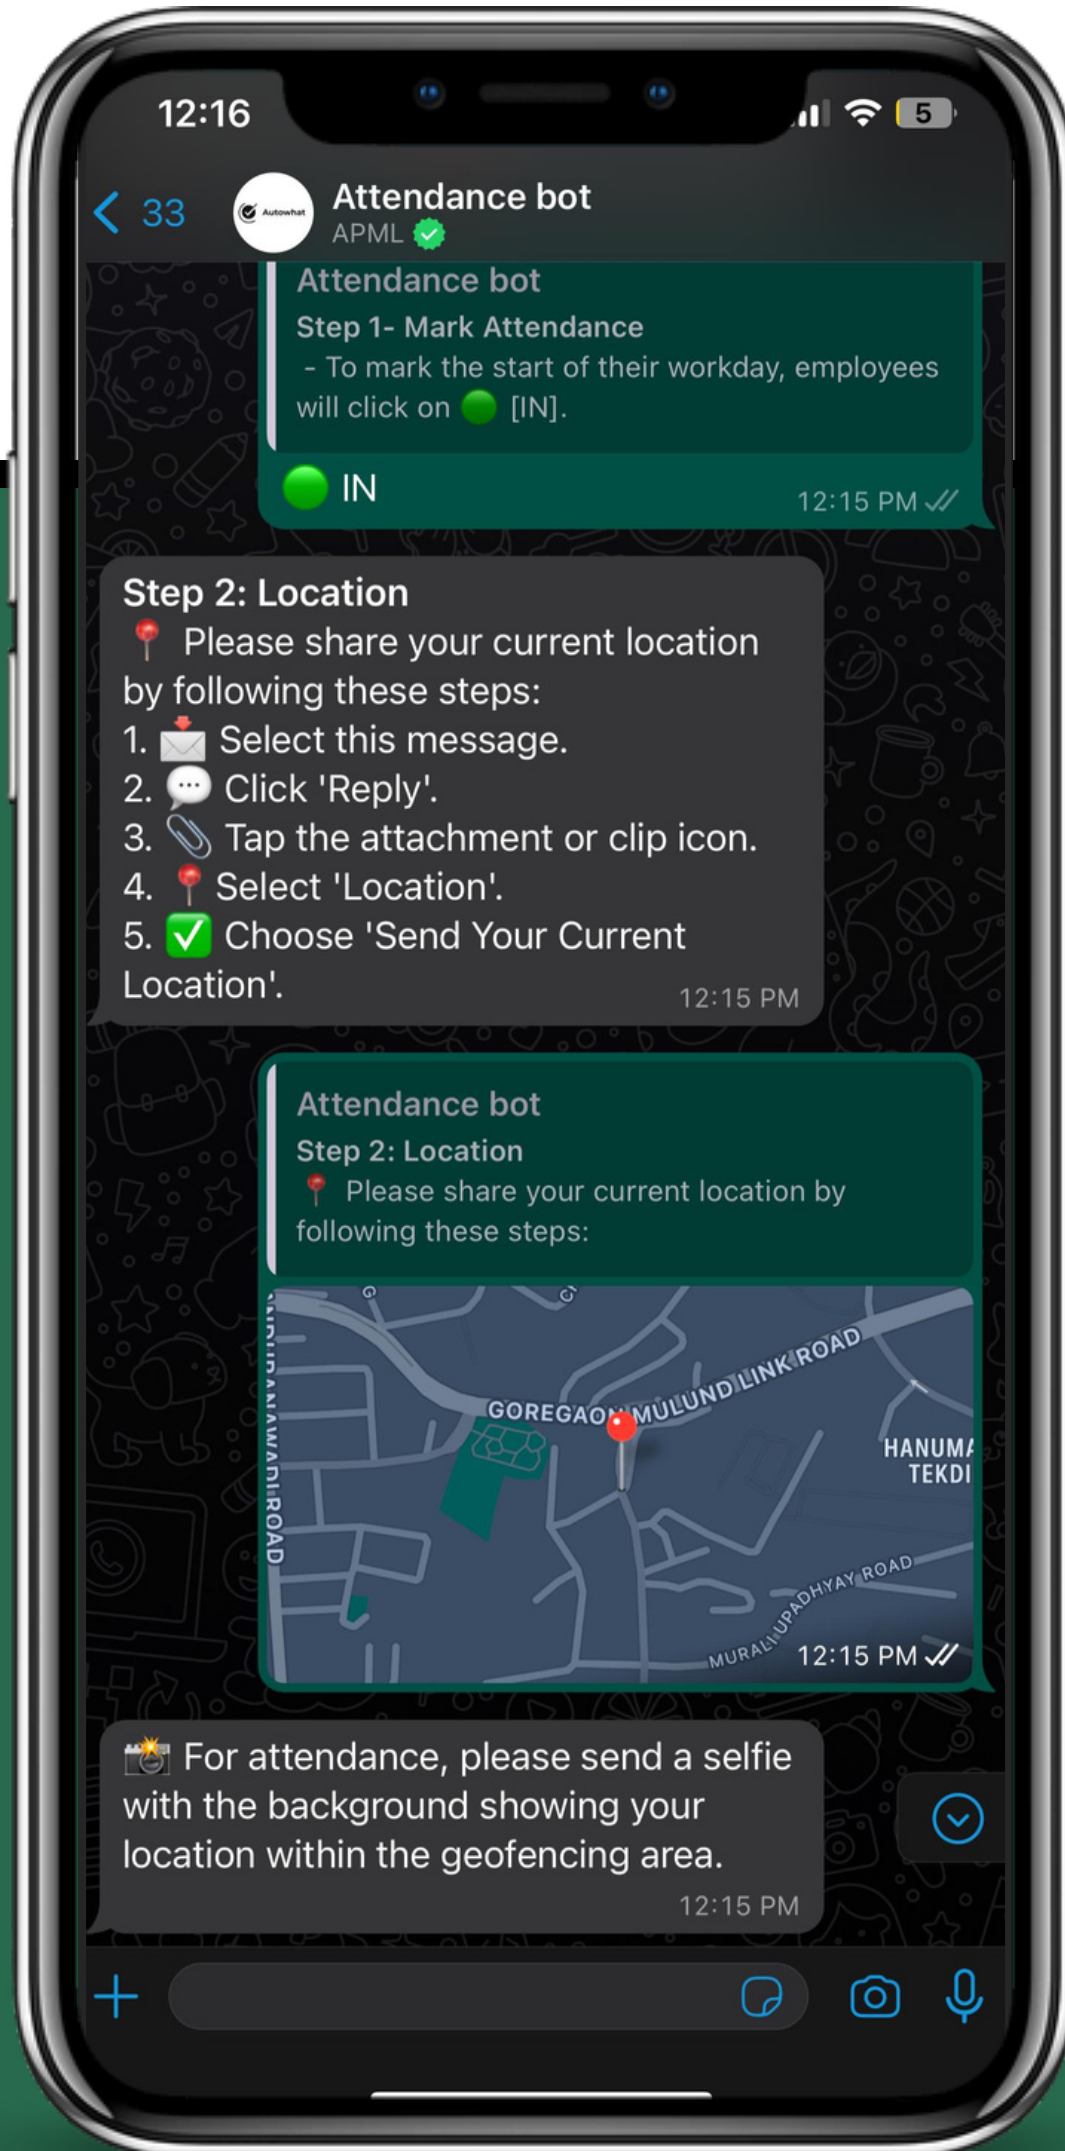 12:16
5
33
Autowhat
Attendance bot
APML
Attendance bot
Step 1- Mark Attendance
- To mark the start of their workday, employees
will click on 🟢 [IN].
🟢 IN
12:15 PM
Step 2: Location
📍 Please share your current location
by following these steps:
1. 📩 Select this message.
2. 💬 Click 'Reply'.
3. 📎 Tap the attachment or clip icon.
4. 📍 Select 'Location'.
5. ✅ Choose 'Send Your Current
Location'.
12:15 PM
Attendance bot
Step 2: Location
📍 Please share your current location by
following these steps:
GOREGAON MULUND LINK ROAD
HANUMA
TEKDI
ROAD
MURALI UPADHYAY ROAD
12:15 PM
📸 For attendance, please send a selfie
with the background showing your
location within the geofencing area.
12:15 PM